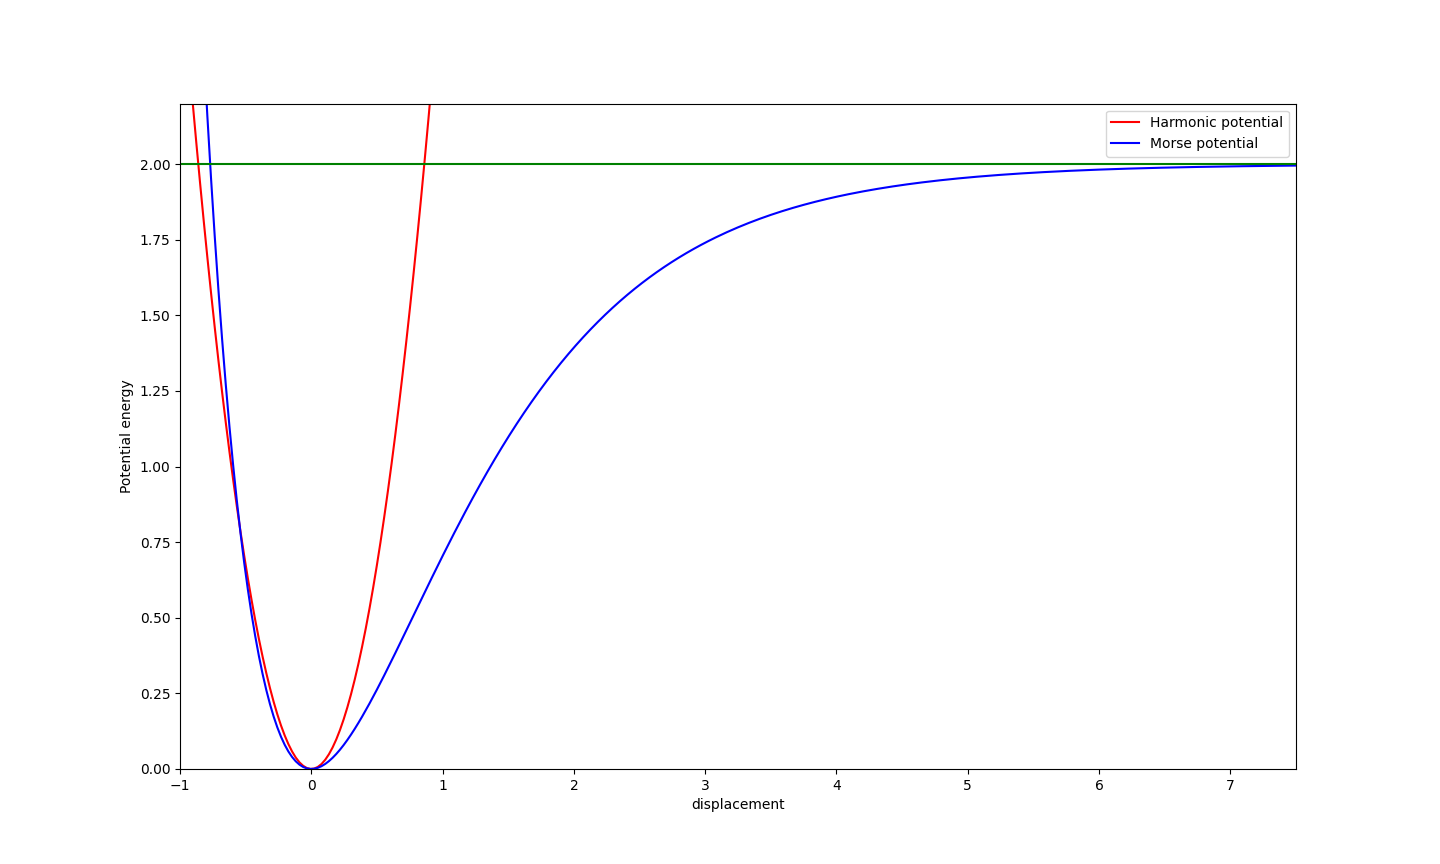 Harmonic potential
Morse potential
2.00
1.75
1.50
1.25
1.00
0.75
0.50
0.25
0.00
Potential energy
−1 0 1 2 3 4 5 6 7
displacement